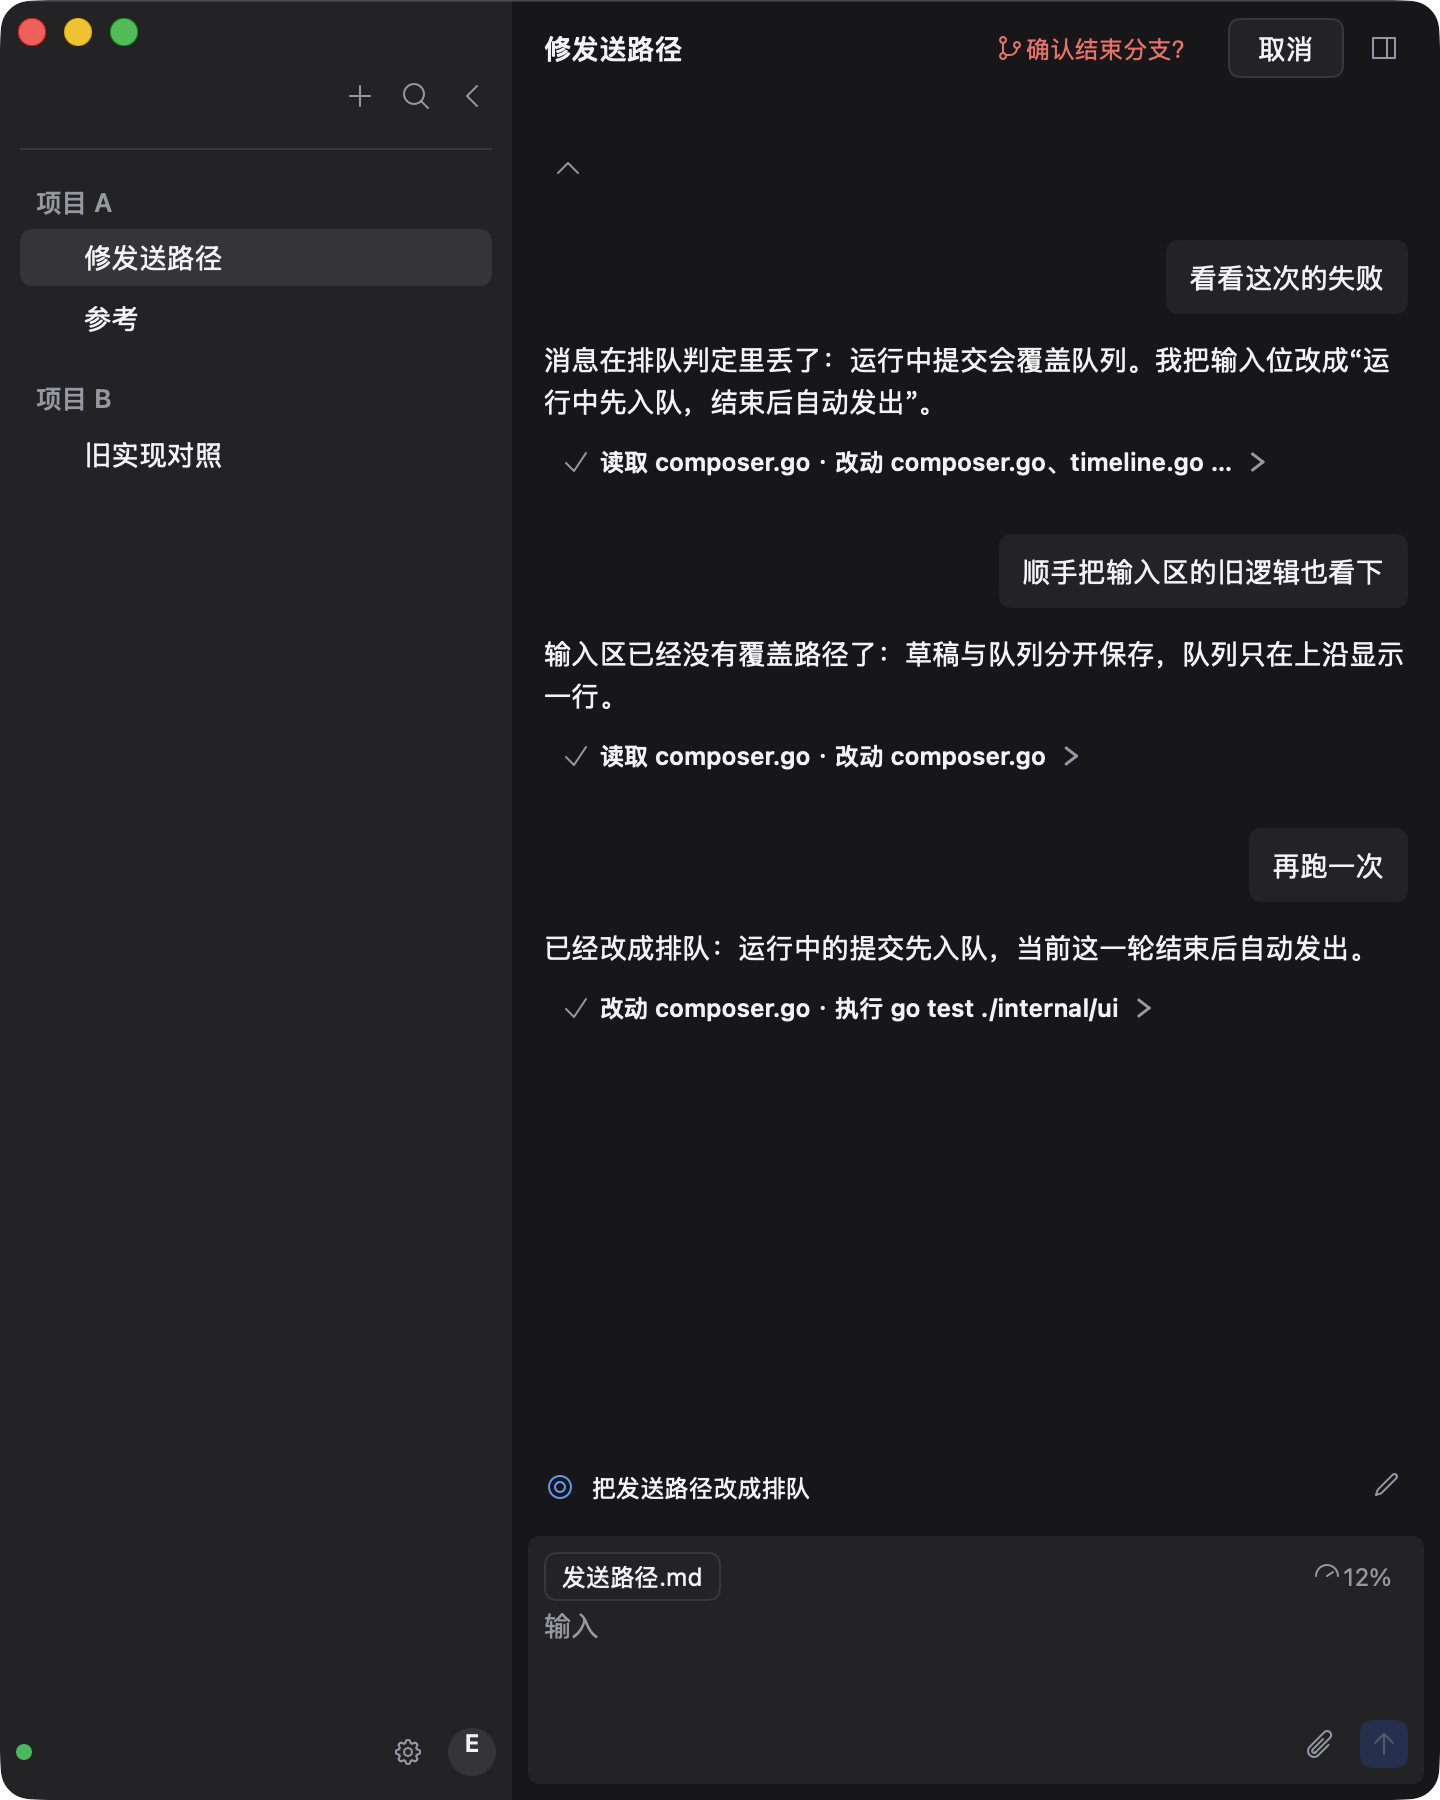 修发送路径
确认结束分支?
取消
项目 A
修发送路径
参考
项目 B
旧实现对照
看看这次的失败
消息在排队判定里丢了：运行中提交会覆盖队列。我把输入位改成“运
行中先入队，结束后自动发出”。
读取 composer.go · 改动 composer.go、timeline.go ...
顺手把输入区的旧逻辑也看下
输入区已经没有覆盖路径了：草稿与队列分开保存，队列只在上沿显示
一行。
读取 composer.go · 改动 composer.go
再跑一次
已经改成排队：运行中的提交先入队，当前这一轮结束后自动发出。
改动 composer.go · 执行 go test ./internal/ui
把发送路径改成排队
发送路径.md
12%
输入
E